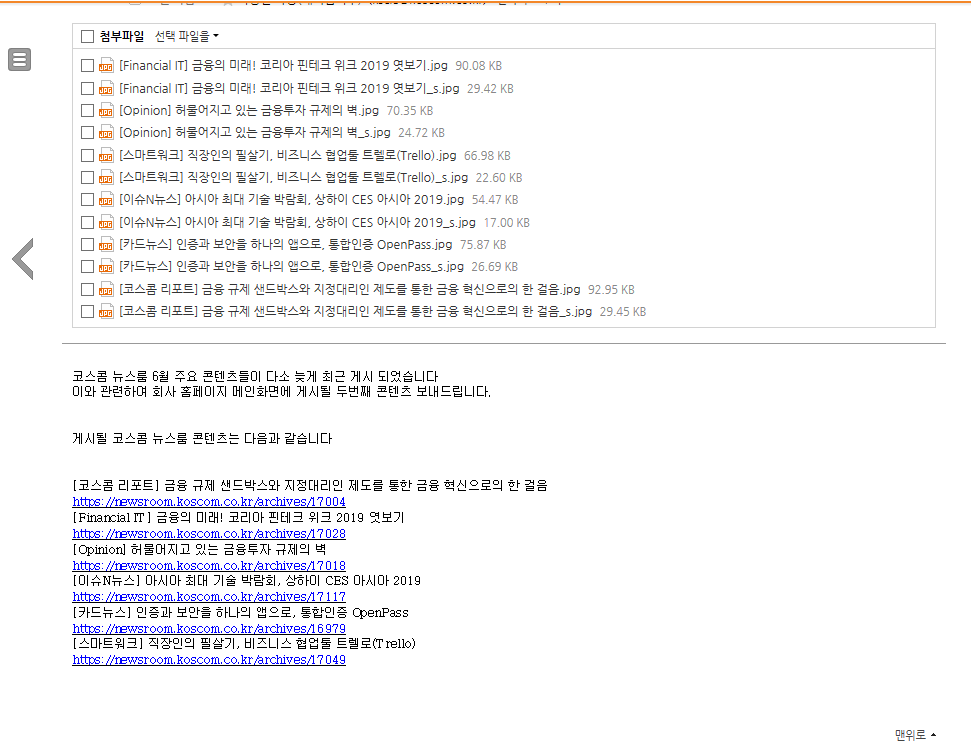 첨부파일 선택 파일을
[Financial IT] 금융의 미래! 코리아 핀테크 위크 2019 엿보기.jpg 90.08 KB
[Financial IT] 금융의 미래! 코리아 핀테크 위크 2019 엿보기_s.jpg 29.42 KB
[Opinion] 허물어지고 있는 금융투자 규제의 벽.jpg 70.35 KB
[Opinion] 허물어지고 있는 금융투자 규제의 벽_s.jpg 24.72 KB
[스마트워크] 직장인의 필살기, 비즈니스 협업툴 트렐로(Trello).jpg 66.98 KB
[스마트워크] 직장인의 필살기, 비즈니스 협업툴 트렐로(Trello)_s.jpg 22.60 KB
[이슈N뉴스] 아시아 최대 기술 박람회, 상하이 CES 아시아 2019.jpg 54.47 KB
[이슈N뉴스] 아시아 최대 기술 박람회, 상하이 CES 아시아 2019_s.jpg 17.00 KB
[카드뉴스] 인증과 보안을 하나의 앱으로, 통합인증 OpenPass.jpg 75.87 KB
[카드뉴스] 인증과 보안을 하나의 앱으로, 통합인증 OpenPass_s.jpg 26.69 KB
[코스콤 리포트] 금융 규제 샌드박스와 지정대리인 제도를 통한 금융 혁신으로의 한 걸음.jpg 92.95 KB
[코스콤 리포트] 금융 규제 샌드박스와 지정대리인 제도를 통한 금융 혁신으로의 한 걸음_s.jpg 29.45 KB
코스콤 뉴스룸 6월 주요 콘텐츠들이 다소 늦게 최근 게시 되었습니다
이와 관련하여 회사 홈페이지 메인화면에 게시될 두번째 콘텐츠 보내드립니다.
게시될 코스콤 뉴스룸 콘텐츠는 다음과 같습니다
[코스콤 리포트] 금융 규제 샌드박스와 지정대리인 제도를 통한 금융 혁신으로의 한 걸음
https://newsroom.koscom.co.kr/archives/17004
[Financial IT] 금융의 미래! 코리아 핀테크 위크 2019 엿보기
https://newsroom.koscom.co.kr/archives/17028
[Opinion] 허물어지고 있는 금융투자 규제의 벽
https://newsroom.koscom.co.kr/archives/17018
[이슈N뉴스] 아시아 최대 기술 박람회, 상하이 CES 아시아 2019
https://newsroom.koscom.co.kr/archives/17117
[카드뉴스] 인증과 보안을 하나의 앱으로, 통합인증 OpenPass
https://newsroom.koscom.co.kr/archives/16979
[스마트워크] 직장인의 필살기, 비즈니스 협업툴 트렐로(Trello)
https://newsroom.koscom.co.kr/archives/17049
맨위로